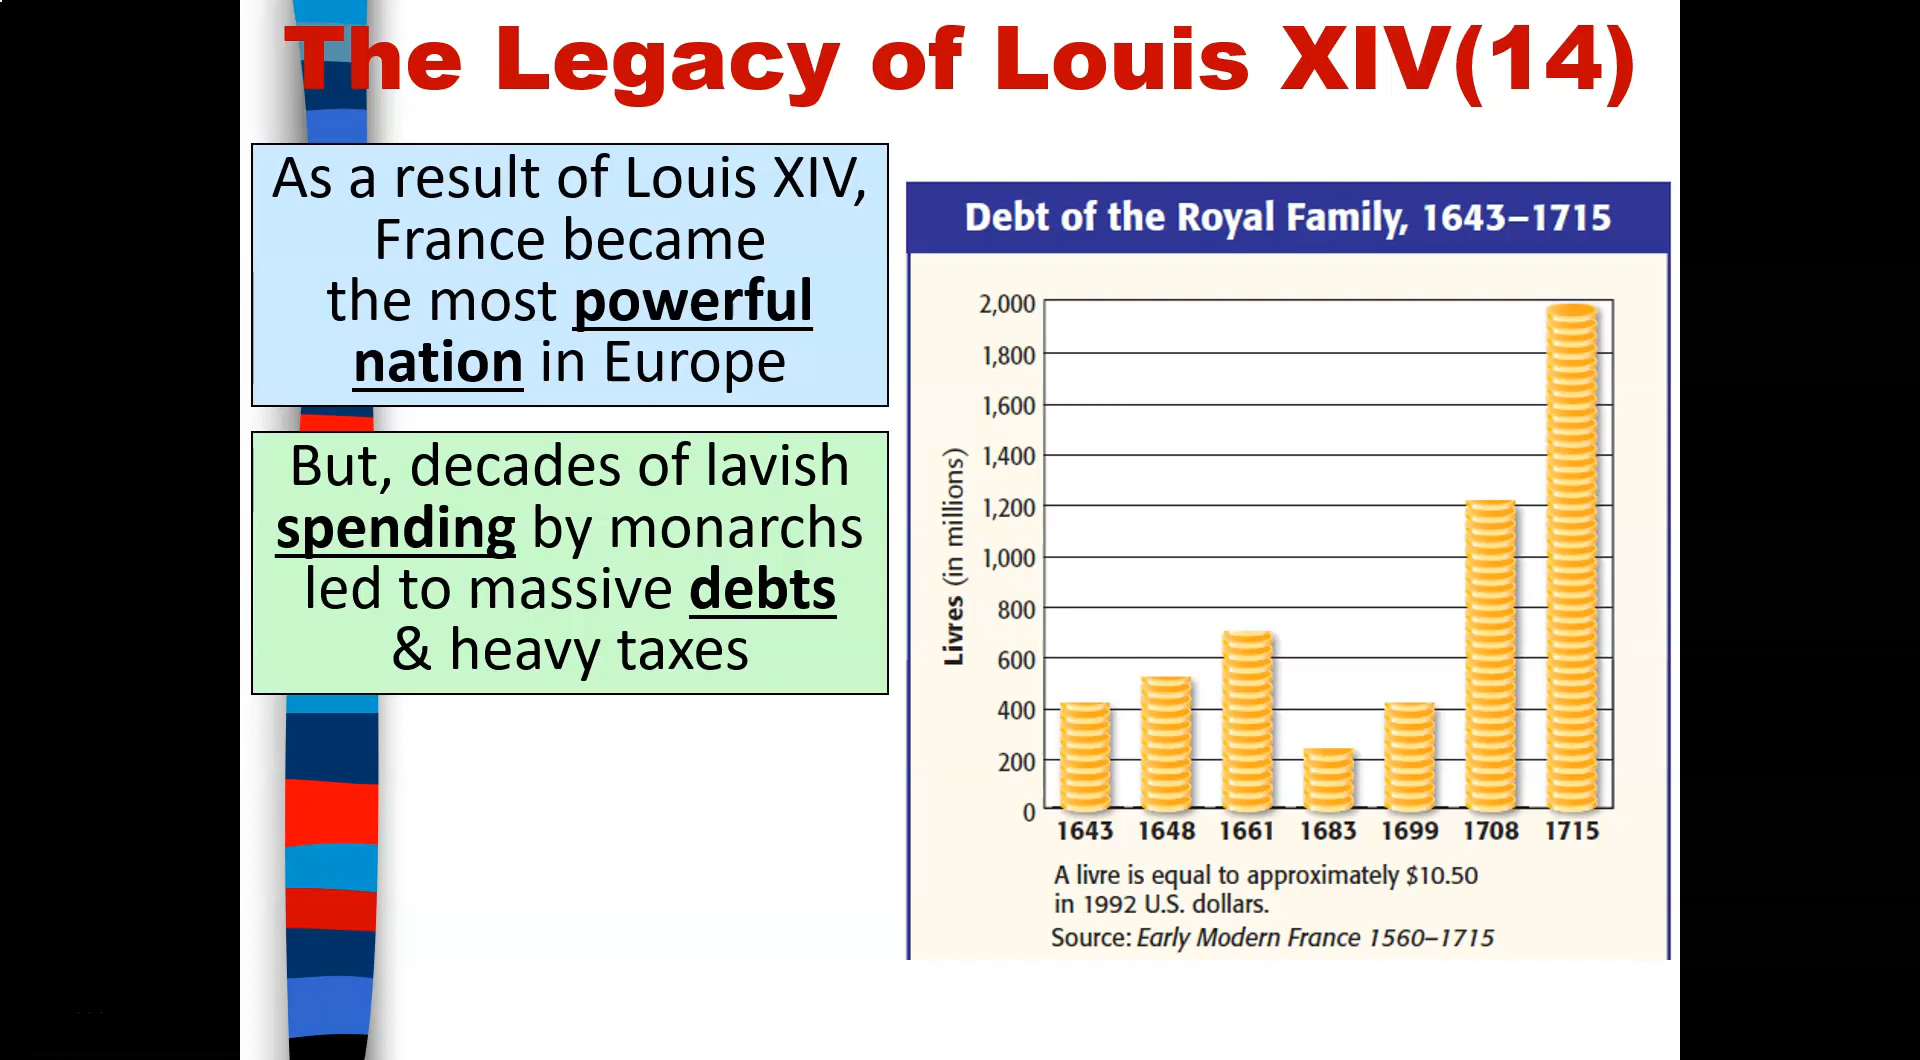 The Legacy of Louis XIV(14)
As a result of Louis XIV,
France became
the most powerful
nation in Europe
But, decades of lavish
spending by monarchs
led to massive debts
& heavy taxes
Debt of the Royal Family, 1643–1715
Livres (in millions)
2,000
1,800
1,600
1,400
1,200
1,000
800
600
400
200
0
1643 1648 1661 1683 1699 1708 1715
A livre is equal to approximately $10.50
in 1992 U.S. dollars.
Source: Early Modern France 1560–1715